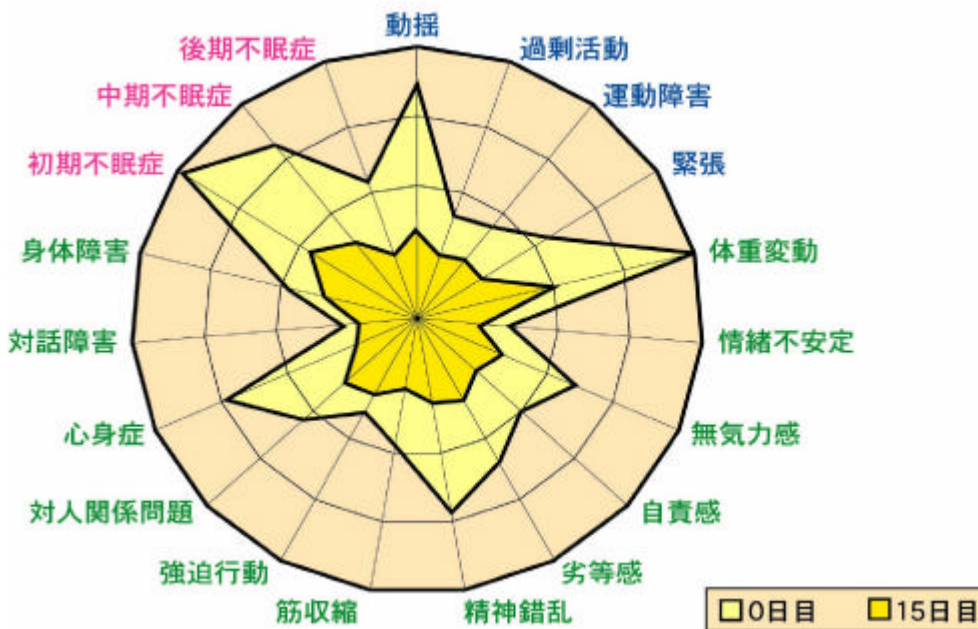 動揺
過剰活動
運動障害
緊張
体重変動
情緒不安定
無気力感
自責感
劣等感
精神錯乱
筋収縮
強迫行動
対人関係問題
心身症
対話障害
身体障害
初期不眠症
中期不眠症
後期不眠症
0日目 15日目